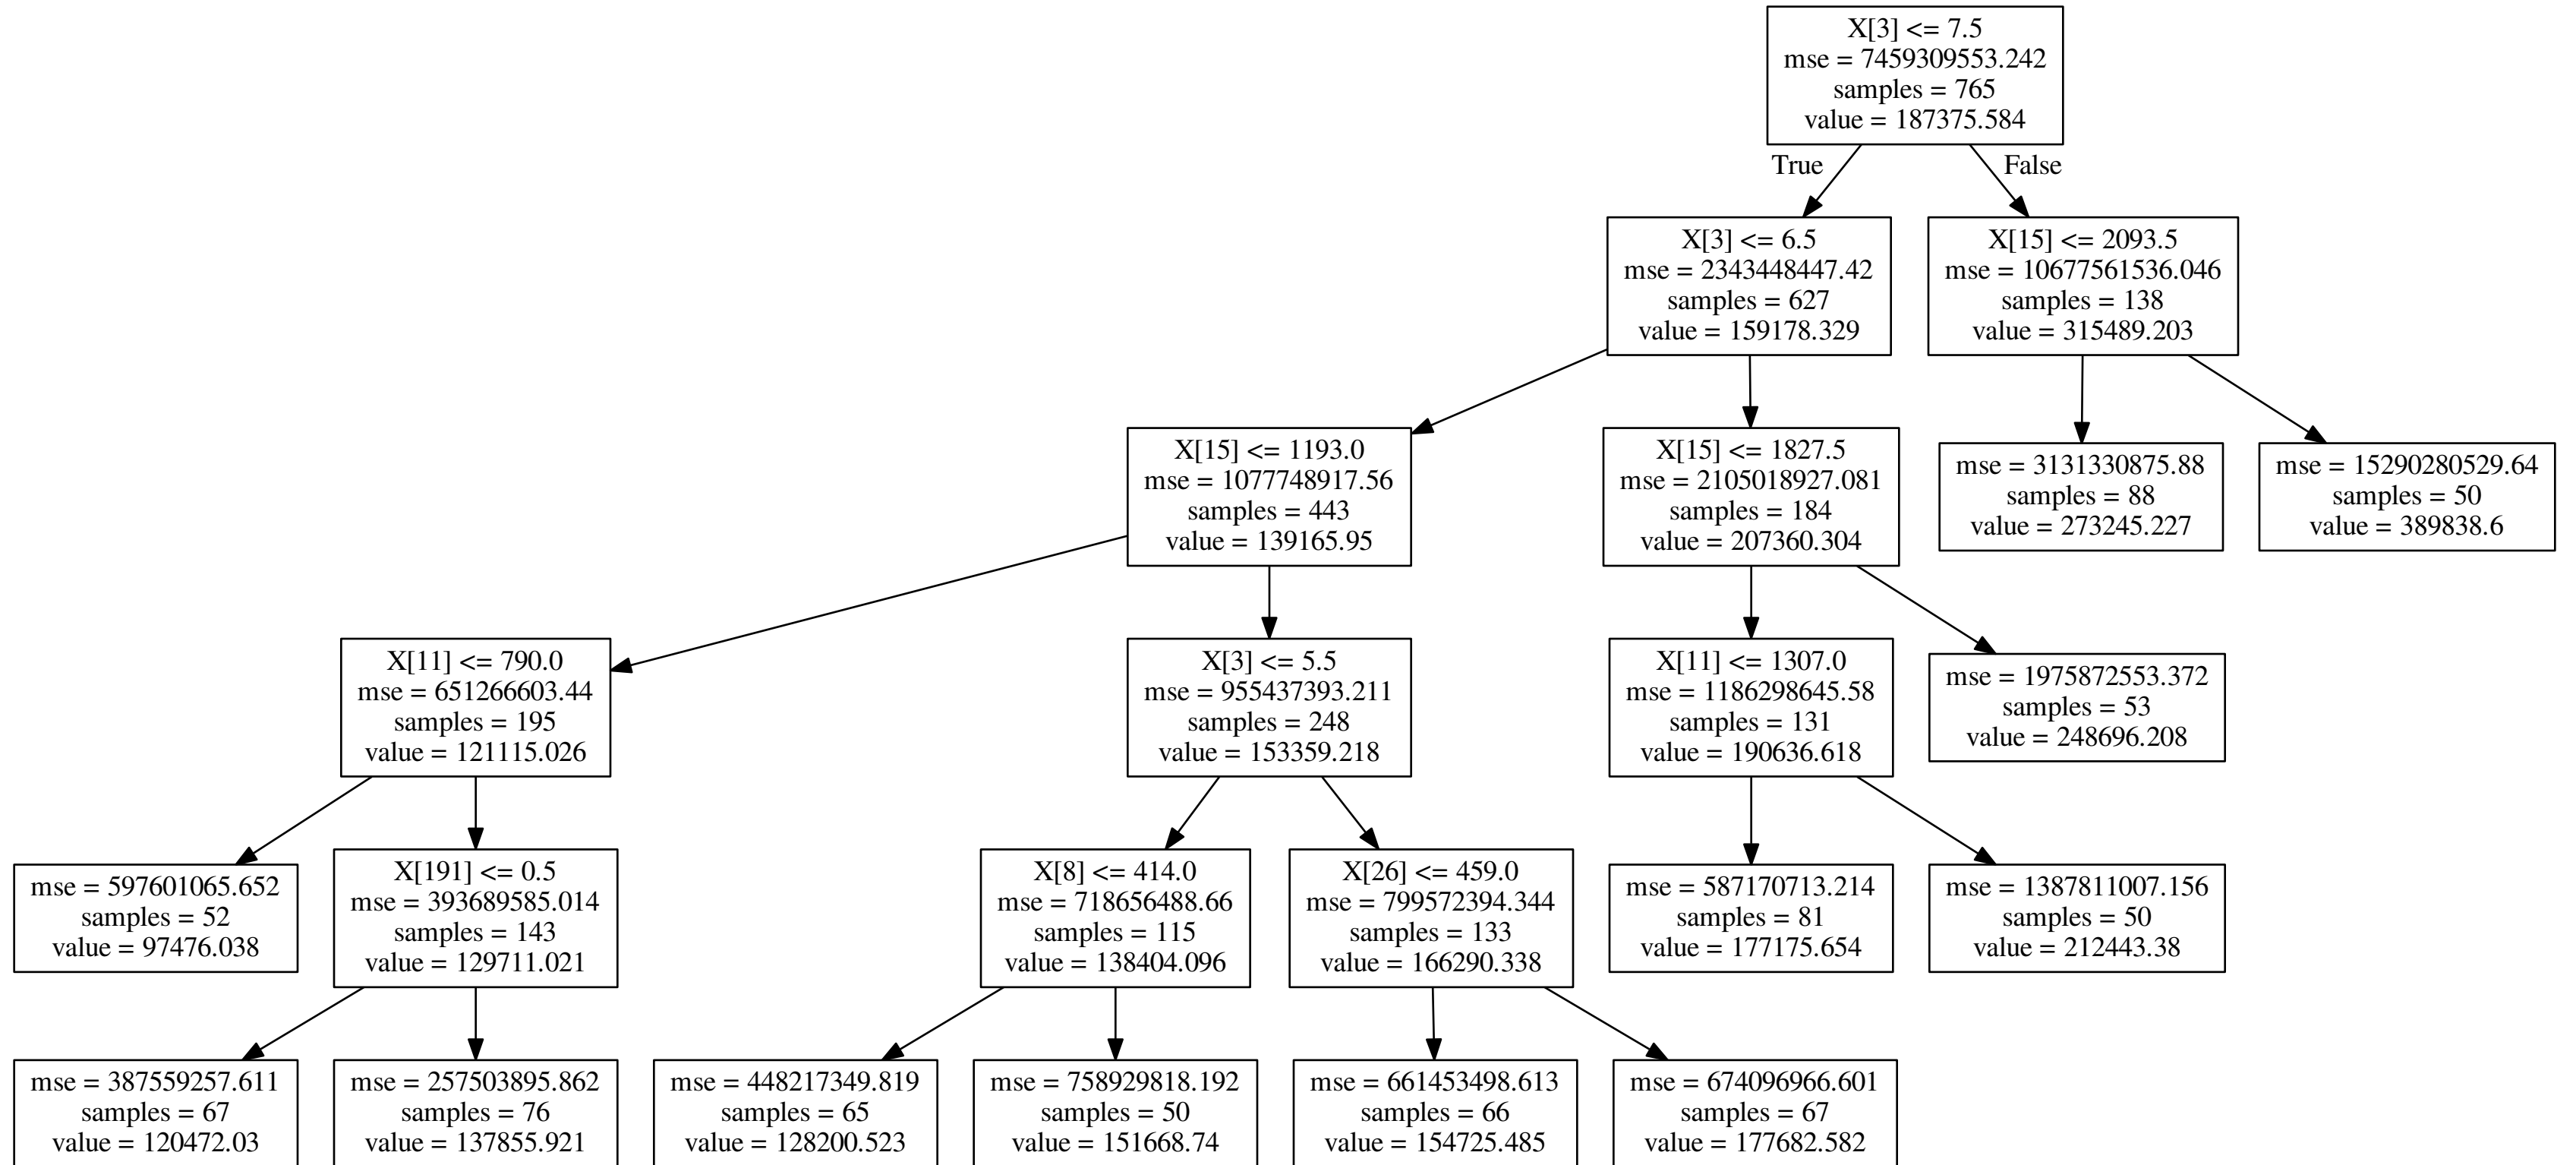 X[3] <= 7.5
mse = 7459309553.242
samples = 765
value = 187375.584
True
False
X[3] <= 6.5
mse = 2343448447.42
samples = 627
value = 159178.329
X[15] <= 2093.5
mse = 10677561536.046
samples = 138
value = 315489.203
X[15] <= 1193.0
mse = 1077748917.56
samples = 443
value = 139165.95
X[15] <= 1827.5
mse = 2105018927.081
samples = 184
value = 207360.304
mse = 3131330875.88
samples = 88
value = 273245.227
mse = 15290280529.64
samples = 50
value = 389838.6
X[11] <= 790.0
mse = 651266603.44
samples = 195
value = 121115.026
X[3] <= 5.5
mse = 955437393.211
samples = 248
value = 153359.218
X[11] <= 1307.0
mse = 1186298645.58
samples = 131
value = 190636.618
mse = 1975872553.372
samples = 53
value = 248696.208
mse = 597601065.652
samples = 52
value = 97476.038
X[191] <= 0.5
mse = 393689585.014
samples = 143
value = 129711.021
X[8] <= 414.0
mse = 718656488.66
samples = 115
value = 138404.096
X[26] <= 459.0
mse = 799572394.344
samples = 133
value = 166290.338
mse = 587170713.214
samples = 81
value = 177175.654
mse = 1387811007.156
samples = 50
value = 212443.38
mse = 387559257.611
samples = 67
value = 120472.03
mse = 257503895.862
samples = 76
value = 137855.921
mse = 448217349.819
samples = 65
value = 128200.523
mse = 758929818.192
samples = 50
value = 151668.74
mse = 661453498.613
samples = 66
value = 154725.485
mse = 674096966.601
samples = 67
value = 177682.582